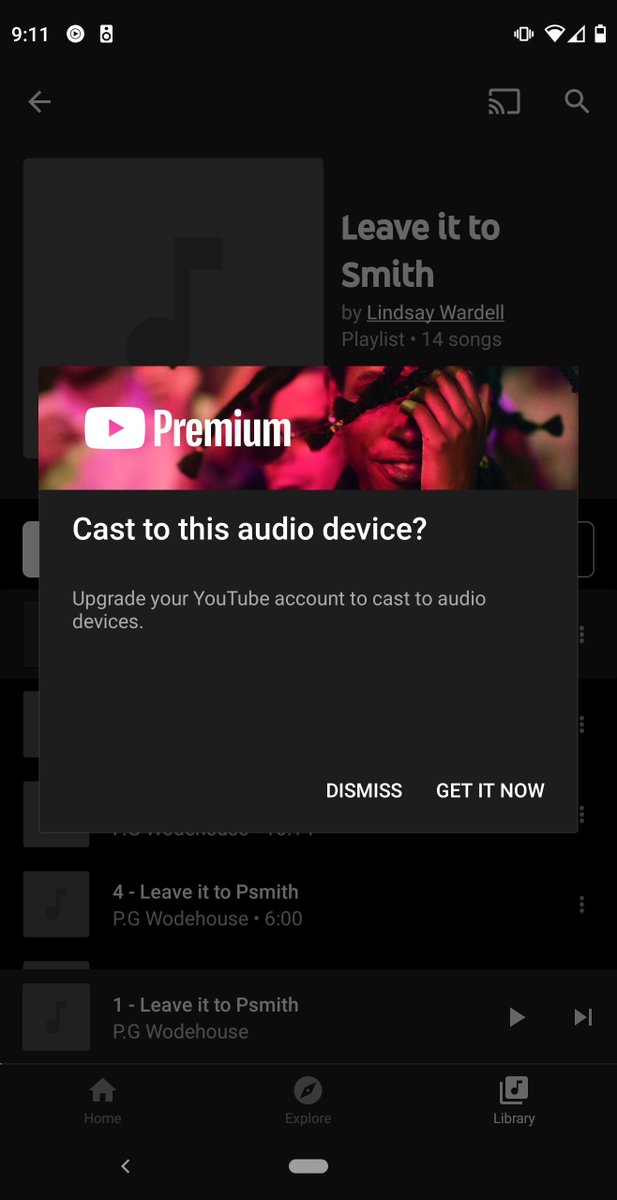 9:11
Leave it to
Smith
by Lindsay Wardell
Playlist • 14 songs
Premium
Cast to this audio device?
Upgrade your YouTube account to cast to audio
devices.
DISMISS GET IT NOW
P.G Wodehouse
4 - Leave it to Psmith
P.G Wodehouse • 6:00
1 - Leave it to Psmith
P.G Wodehouse
Home Explore Library